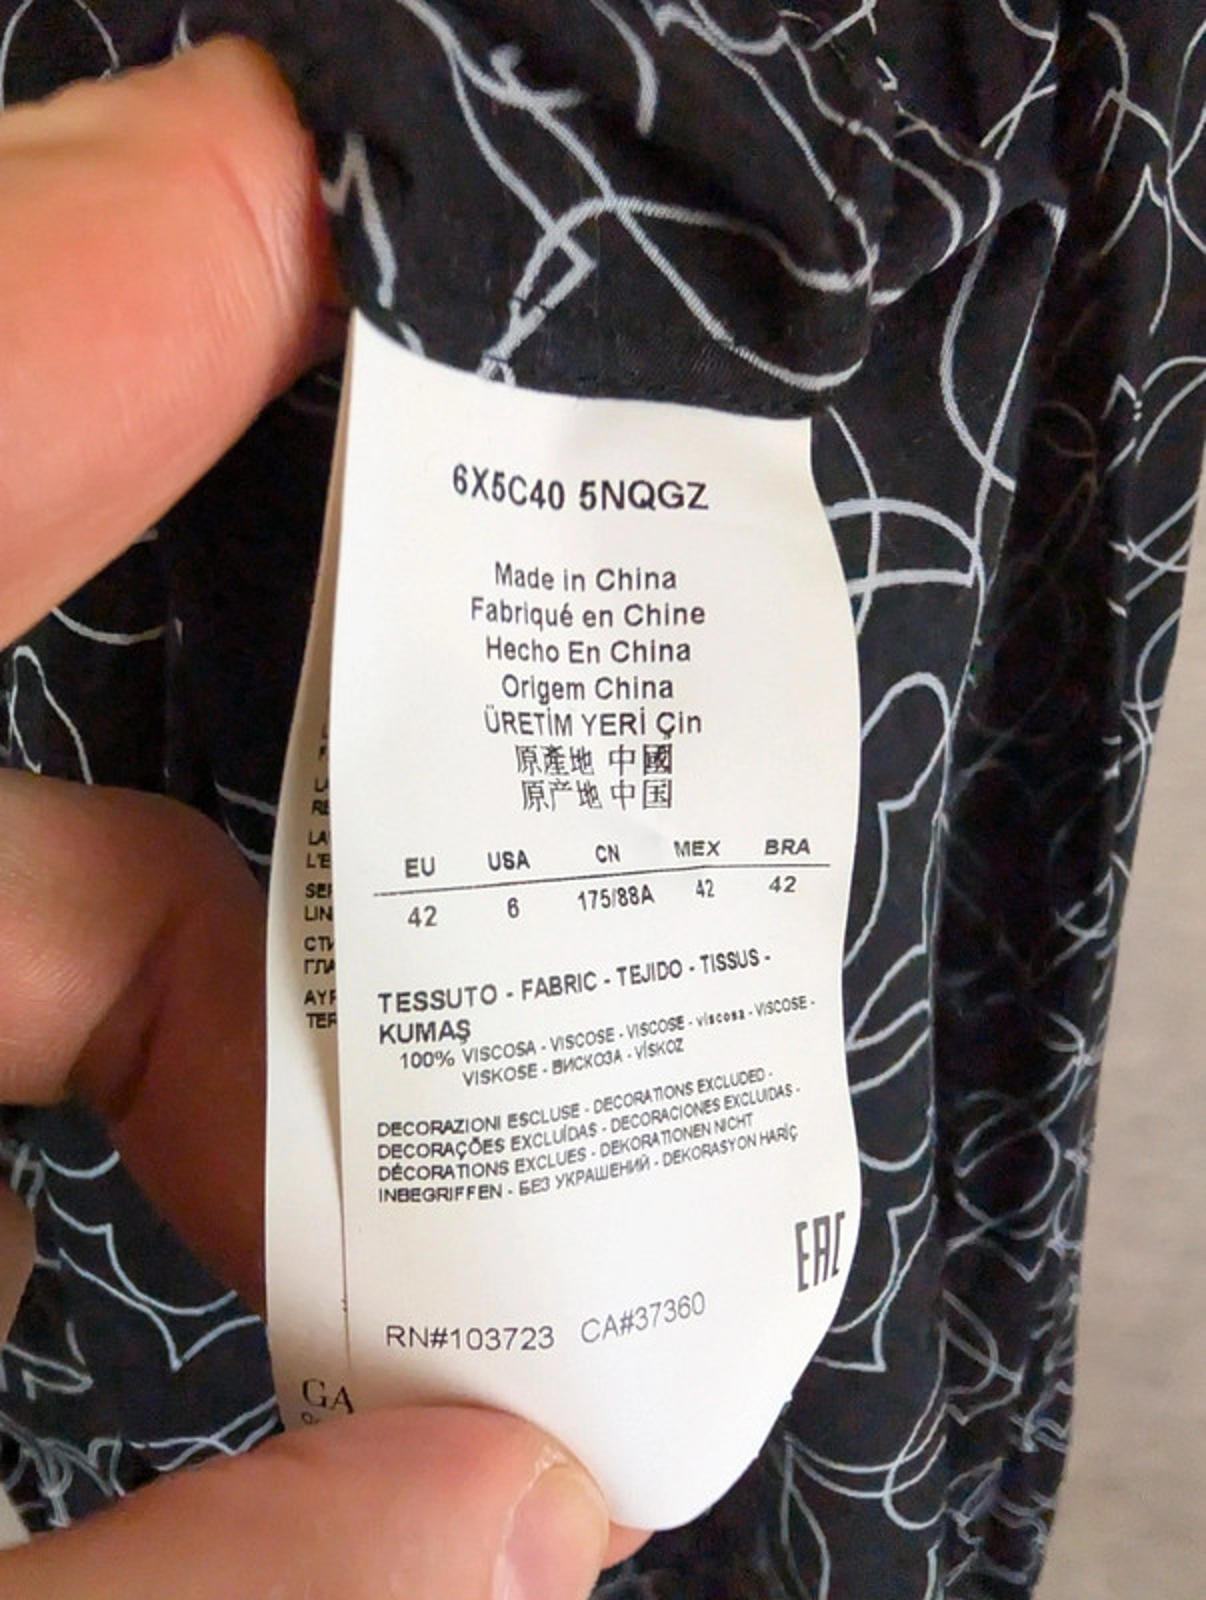 6X5C40 5NQGZ
Made in China
Fabriqué en Chine
Hecho En China
Origem China
ÜRETİM YERİ Çin
原產地 中國
原产地 中国
EU USA CN MEX BRA
42 6 175/88A 42 42
TESSUTO - FABRIC - TEJIDO - TISSUS -
KUMAŞ
100% VISCOSA - VISCOSE - VISCOSE - viscosa - VISCOSE -
VISKOSE - ВИСКОЗА - VİSKOZ
DECORAZIONI ESCLUSE - DECORATIONS EXCLUDED -
DECORAÇÕES EXCLUÍDAS - DECORACIONES EXCLUIDAS -
DÉCORATIONS EXCLUES - DEKORATIONEN NICHT
INBEGRIFFEN - БЕЗ УКРАШЕНИЙ - DEKORASYON HARİÇ
EAC
RN#103723 CA#37360
GA